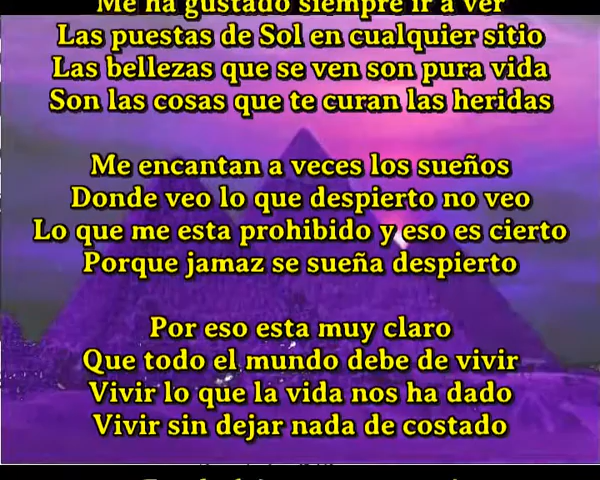 Me ha gustado siempre ir a ver
Las puestas de Sol en cualquier sitio
Las bellezas que se ven son pura vida
Son las cosas que te curan las heridas
Me encantan a veces los sueños
Donde veo lo que despierto no veo
Lo que me esta prohibido y eso es cierto
Porque jamaz se sueña despierto
Por eso esta muy claro
Que todo el mundo debe de vivir
Vivir lo que la vida nos ha dado
Vivir sin dejar nada de costado